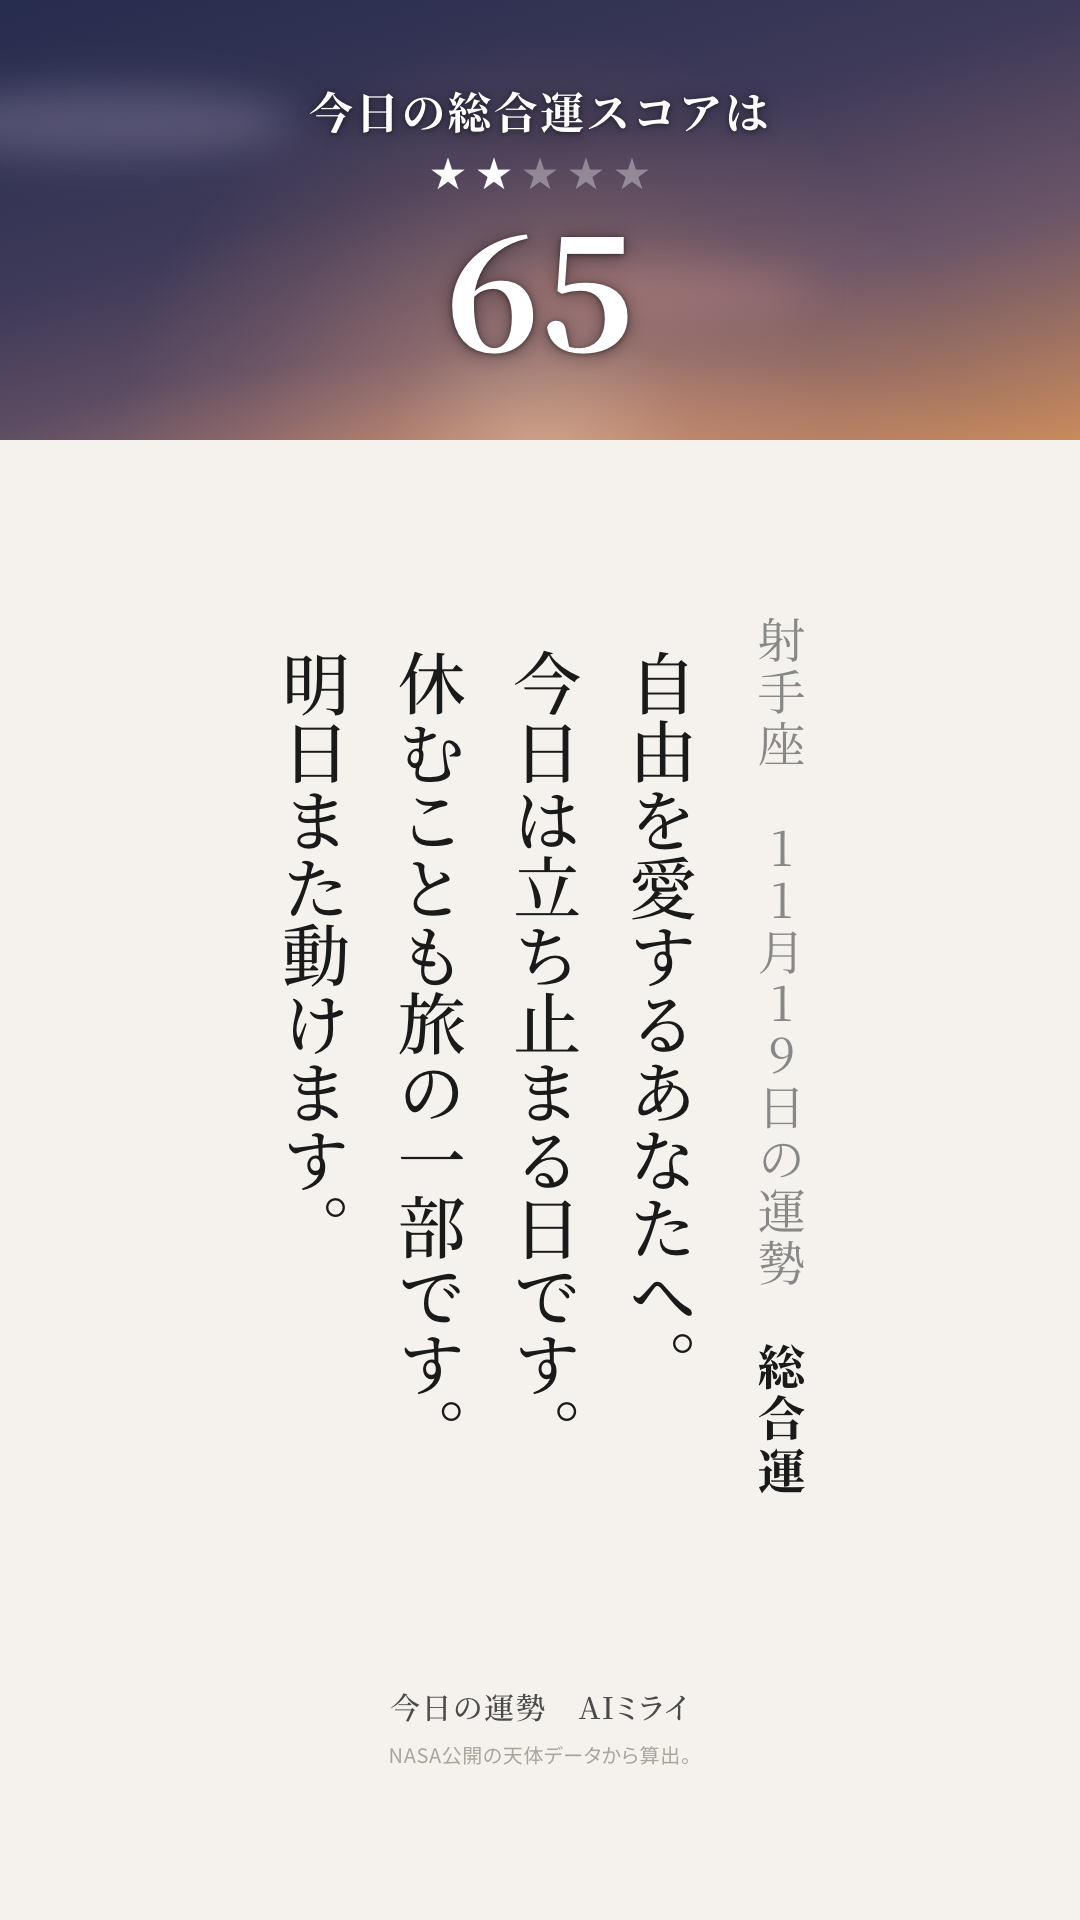 今日の総合運スコアは
★★★★★
65
射手座　11月19日の運勢　総合運
自由を愛するあなたへ。
今日は立ち止まる日です。
休むことも旅の一部です。
明日また動けます。
今日の運勢　AIミライ
NASA公開の天体データから算出。